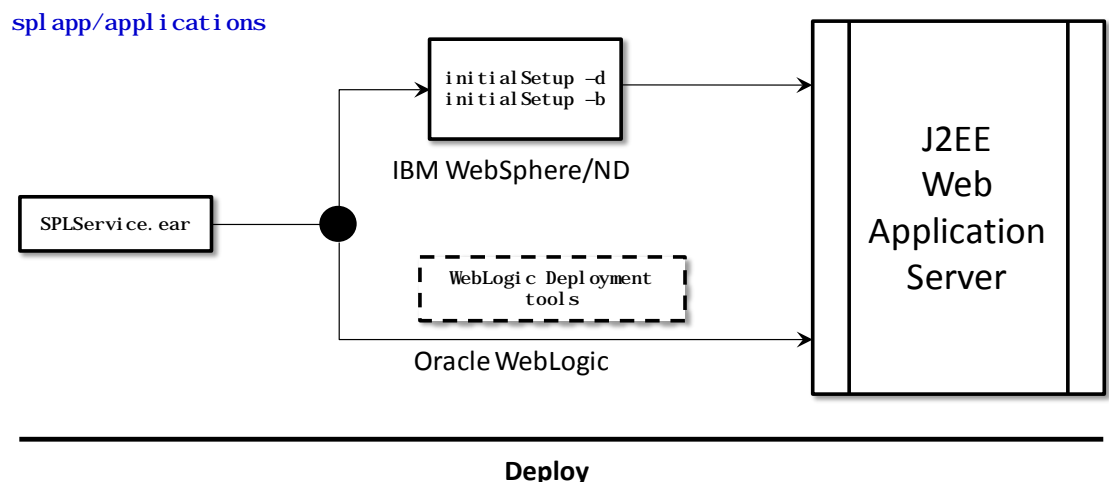 splapp/applications
initialSetup –d
initialSetup –b
IBM WebSphere/ND
SPLService.ear
WebLogic Deployment
tools
Oracle WebLogic
J2EE
Web
Application
Server
Deploy